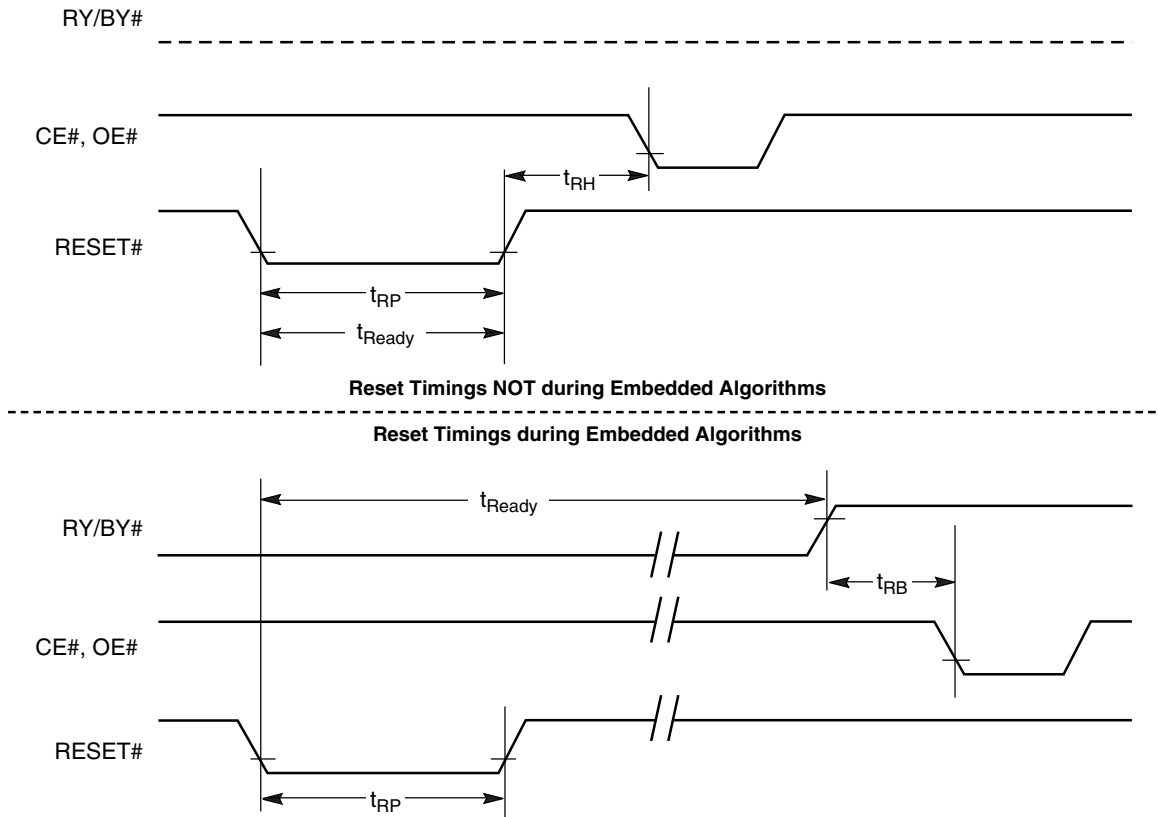 RY/BY#
CE#, OE#
tRH
RESET#
tRP
tReady
Reset Timings NOT during Embedded Algorithms
Reset Timings during Embedded Algorithms
tReady
RY/BY#
tRB
CE#, OE#
RESET#
tRP